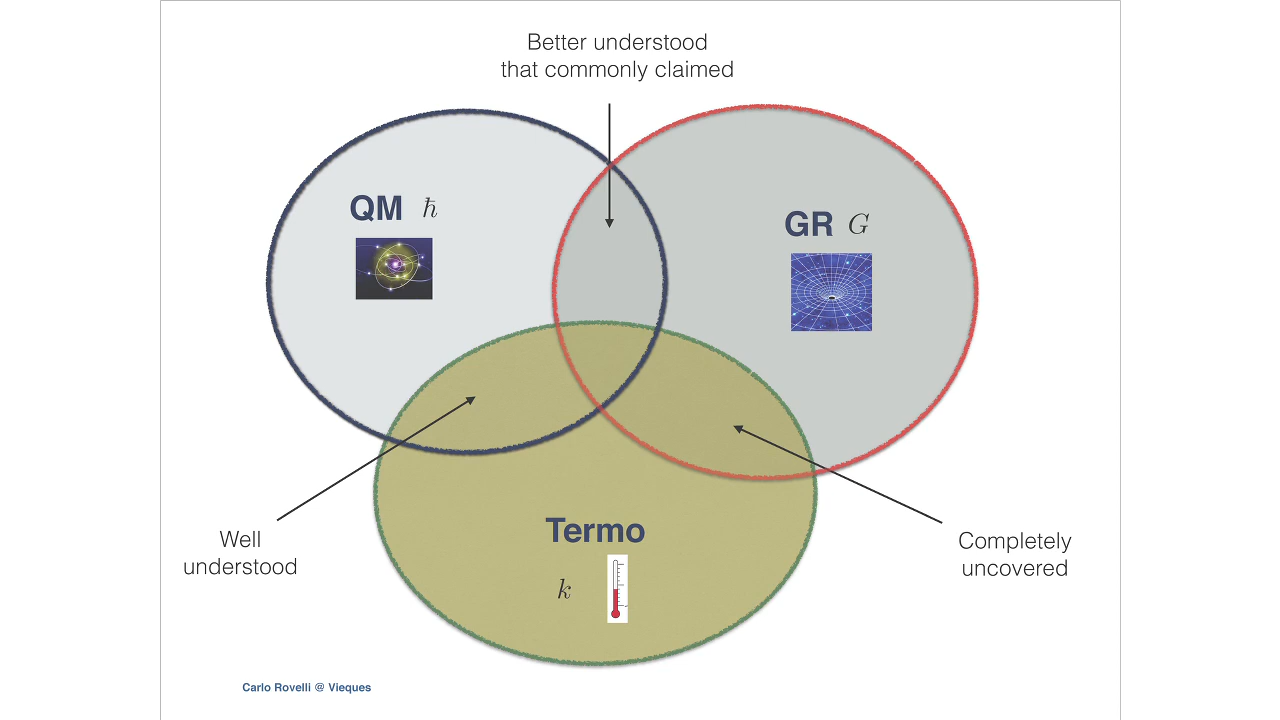 Better understood
that commonly claimed
QM ħ
GR G
Termo
k
Well
understood
Completely
uncovered
Carlo Rovelli @ Vieques